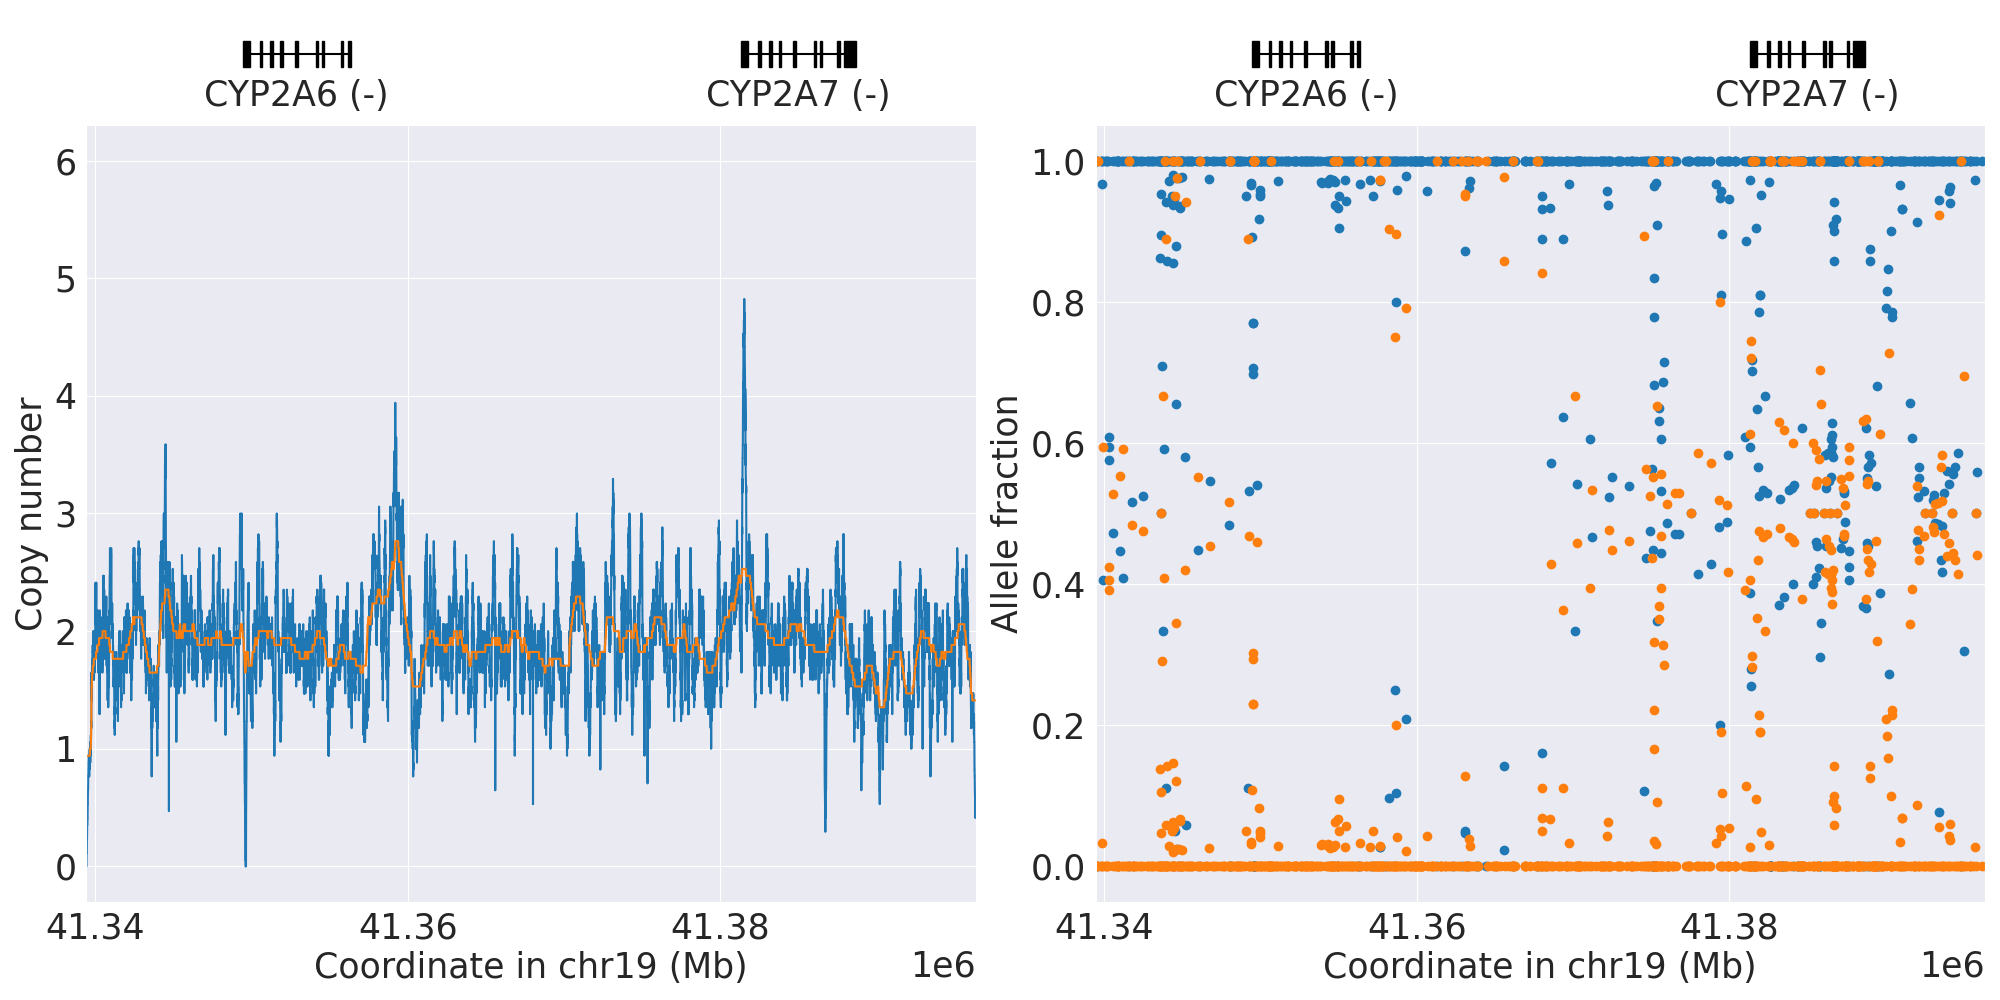 CYP2A6 (-) CYP2A7 (-)
CYP2A6 (-) CYP2A7 (-)
Copy number
6
5
4
3
2
1
0
41.34 41.36 41.38
Coordinate in chr19 (Mb) 1e6
Allele fraction
1.0
0.8
0.6
0.4
0.2
0.0
41.34 41.36 41.38
Coordinate in chr19 (Mb) 1e6